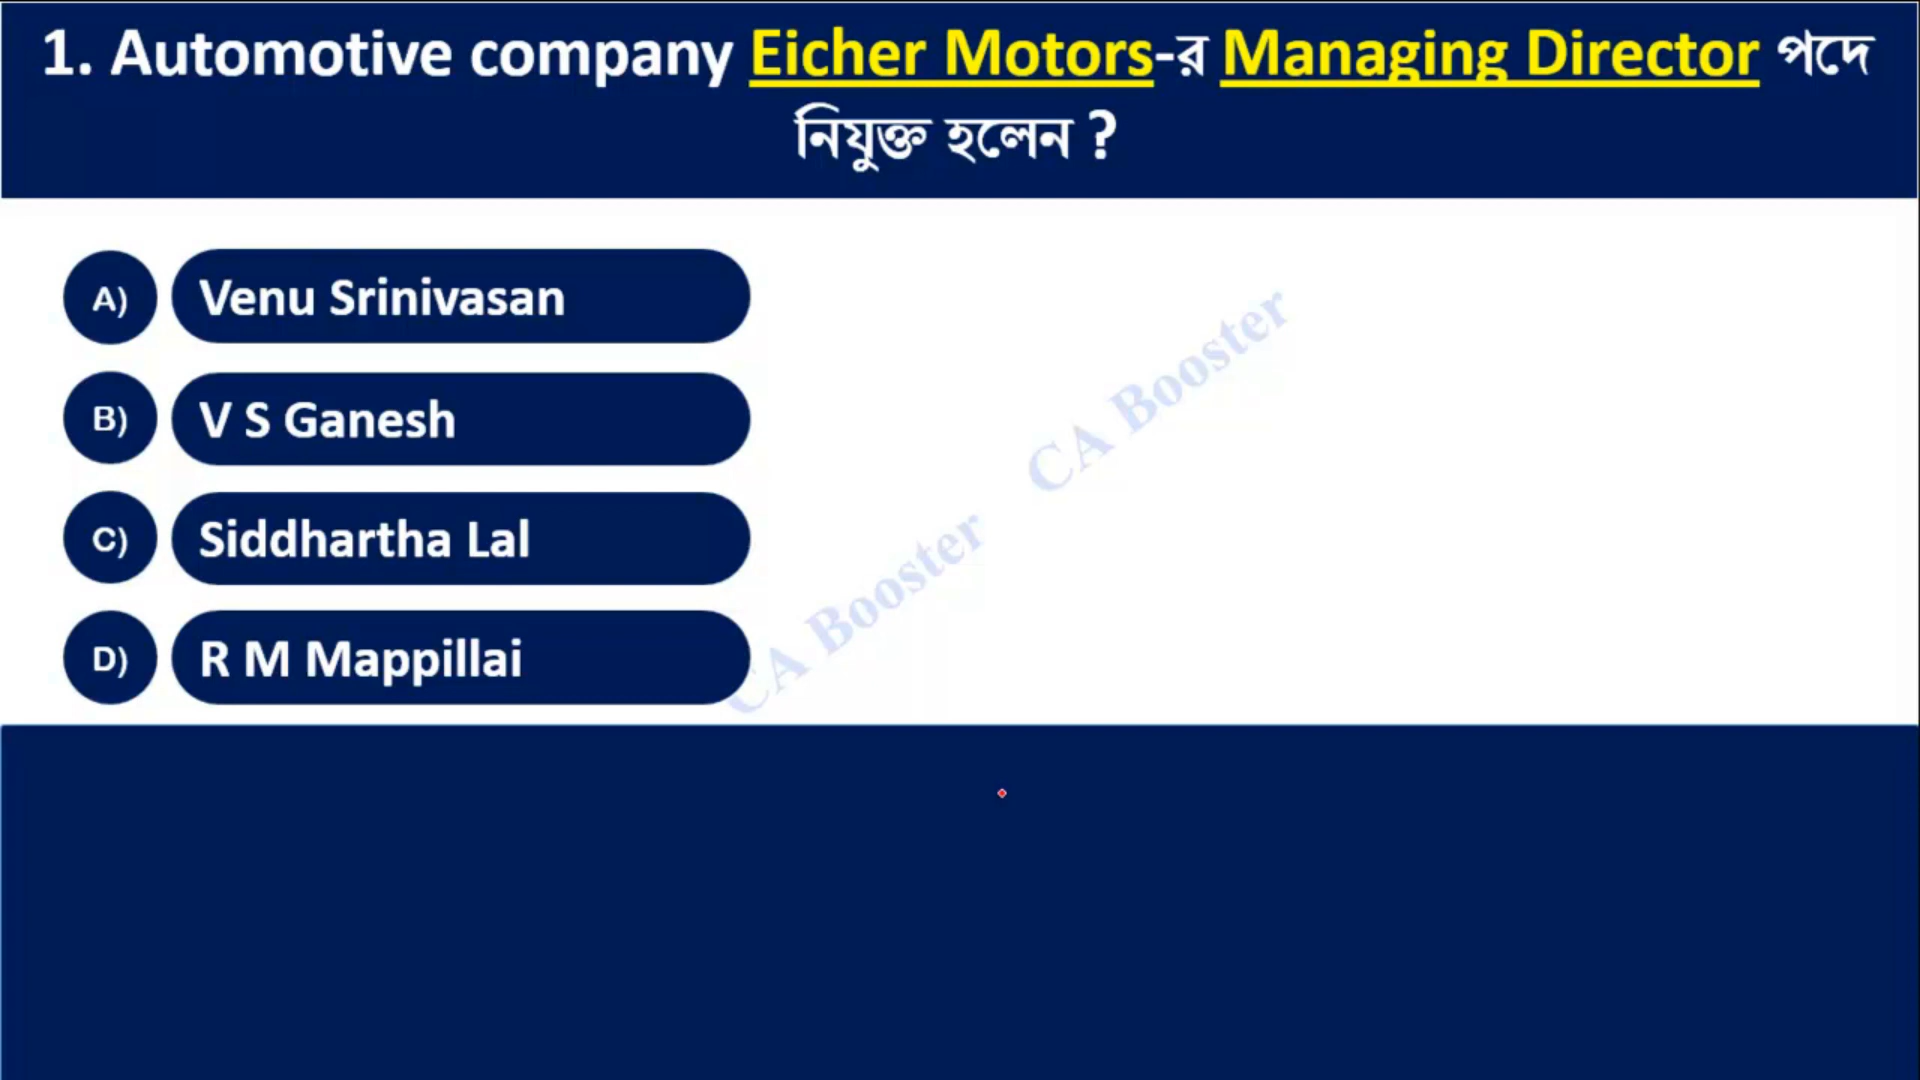 1. Automotive company Eicher Motors-র Managing Director পদে
নিযুক্ত হলেন ?
A) Venu Srinivasan
B) V S Ganesh
C) Siddhartha Lal
D) R M Mappillai
CA Booster
CA Booster